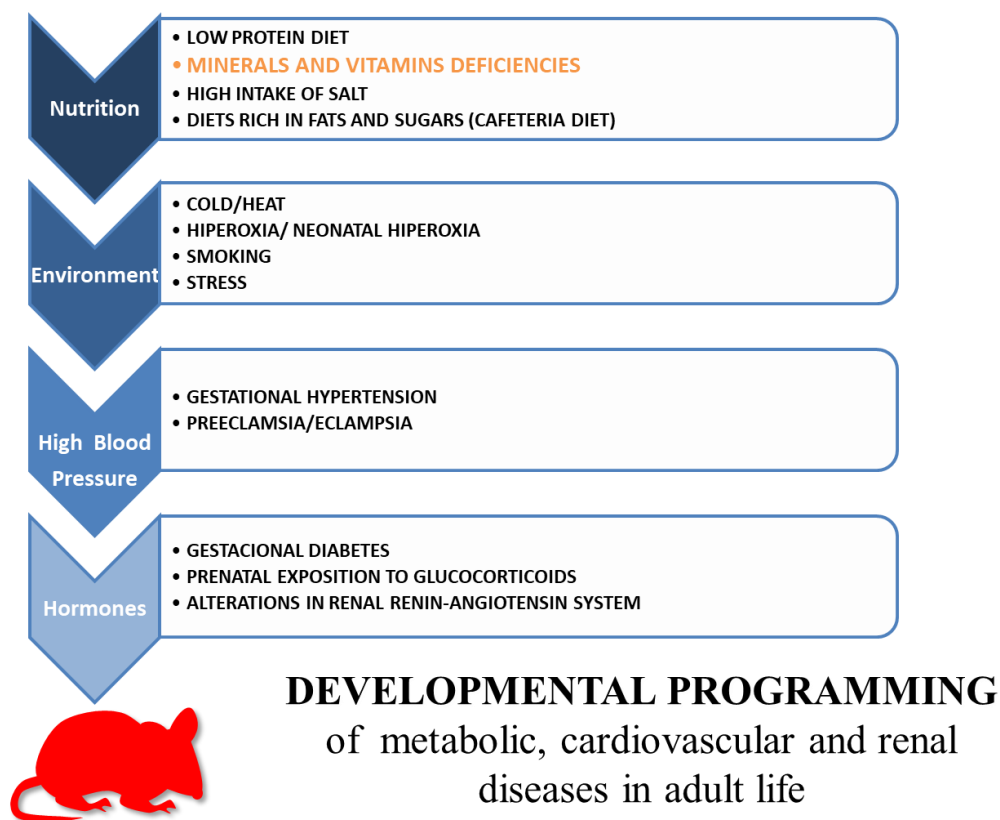 Nutrition
• LOW PROTEIN DIET
• MINERALS AND VITAMINS DEFICIENCIES
• HIGH INTAKE OF SALT
• DIETS RICH IN FATS AND SUGARS (CAFETERIA DIET)
Environment
• COLD/HEAT
• HIPEROXIA/ NEONATAL HIPEROXIA
• SMOKING
• STRESS
High Blood
Pressure
• GESTATIONAL HYPERTENSION
• PREECLAMSIA/ECLAMPSIA
Hormones
• GESTACIONAL DIABETES
• PRENATAL EXPOSITION TO GLUCOCORTICOIDS
• ALTERATIONS IN RENAL RENIN-ANGIOTENSIN SYSTEM
DEVELOPMENTAL PROGRAMMING
of metabolic, cardiovascular and renal
diseases in adult life